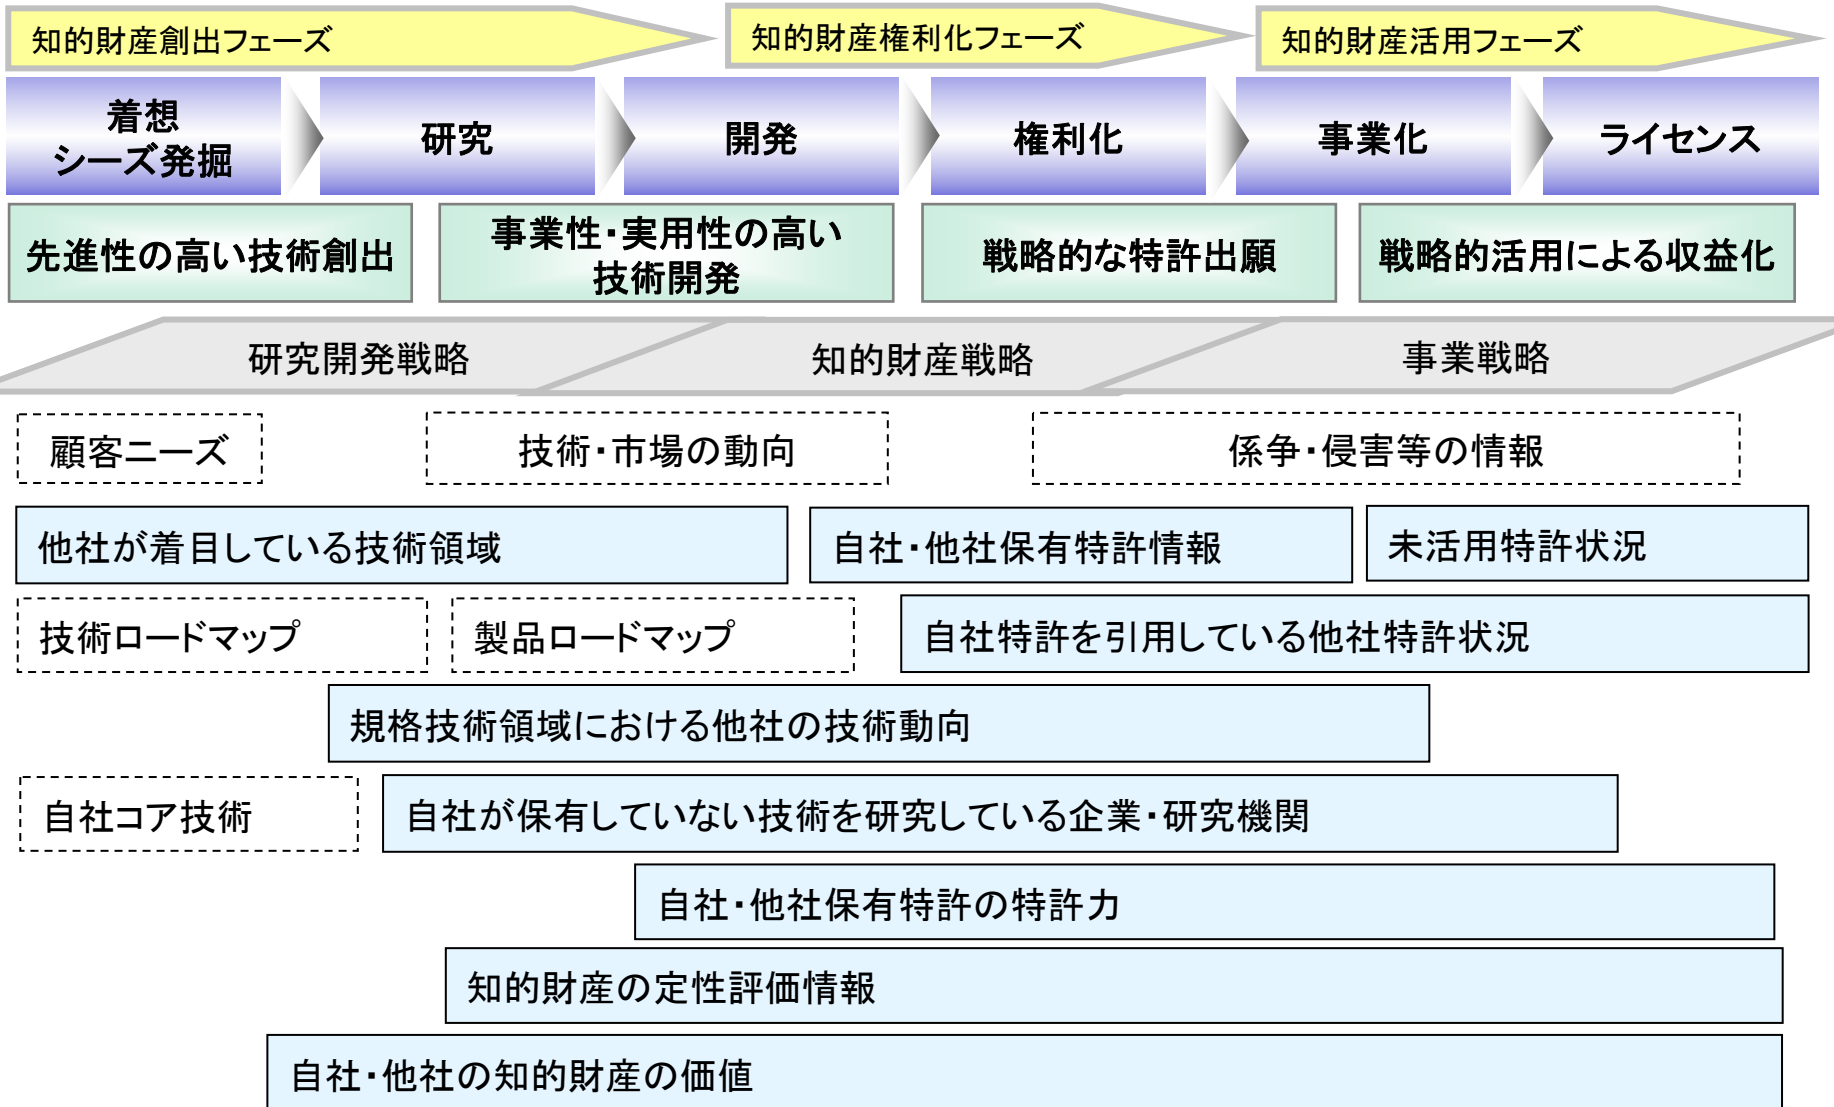 知的財産創出フェーズ
知的財産権利化フェーズ
知的財産活用フェーズ
着想
シーズ発掘
研究
開発
権利化
事業化
ライセンス
先進性の高い技術創出
事業性・実用性の高い
技術開発
戦略的な特許出願
戦略的活用による収益化
研究開発戦略
知的財産戦略
事業戦略
顧客ニーズ
技術・市場の動向
係争・侵害等の情報
他社が着目している技術領域
自社・他社保有特許情報
未活用特許状況
技術ロードマップ
製品ロードマップ
自社特許を引用している他社特許状況
規格技術領域における他社の技術動向
自社コア技術
自社が保有していない技術を研究している企業・研究機関
自社・他社保有特許の特許力
知的財産の定性評価情報
自社・他社の知的財産の価値